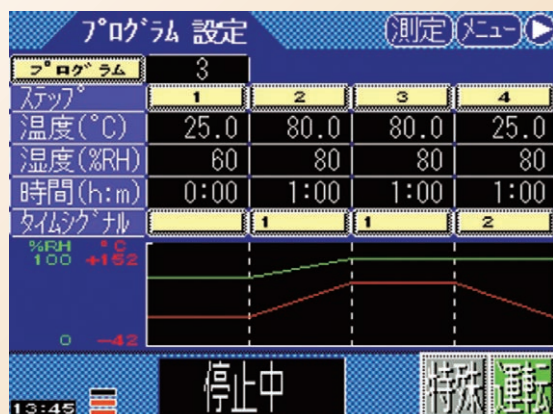 プログラム 設定 測定 メニュー
プログラム 3
ステップ 1 2 3 4
温度(°C) 25.0 80.0 80.0 25.0
湿度(%RH) 60 80 80 80
時間(h:m) 0:00 1:00 1:00 1:00
タイムシグナル 1 1 2
%RH °C
100 +152
0 -42
停止中 特殊 運転
13:45